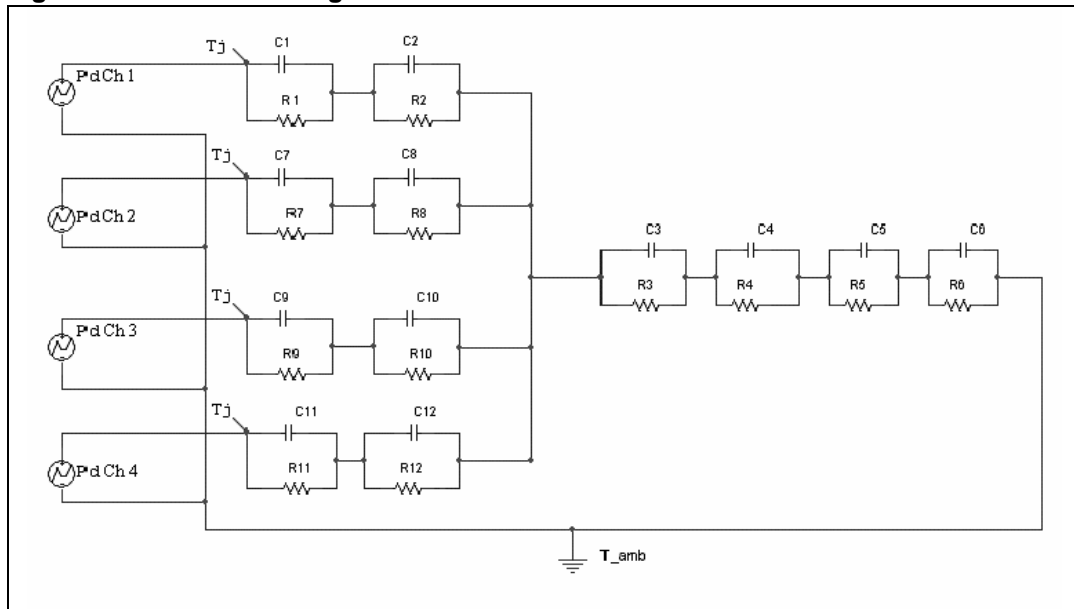 Tj C1 C2
PdCh1 R1 R2
Tj C7 C8
PdCh2 R7 R8
C3 C4 C5 C6
R3 R4 R5 R6
Tj C9 C10
PdCh3 R9 R10
Tj C11 C12
PdCh4 R11 R12
T_amb